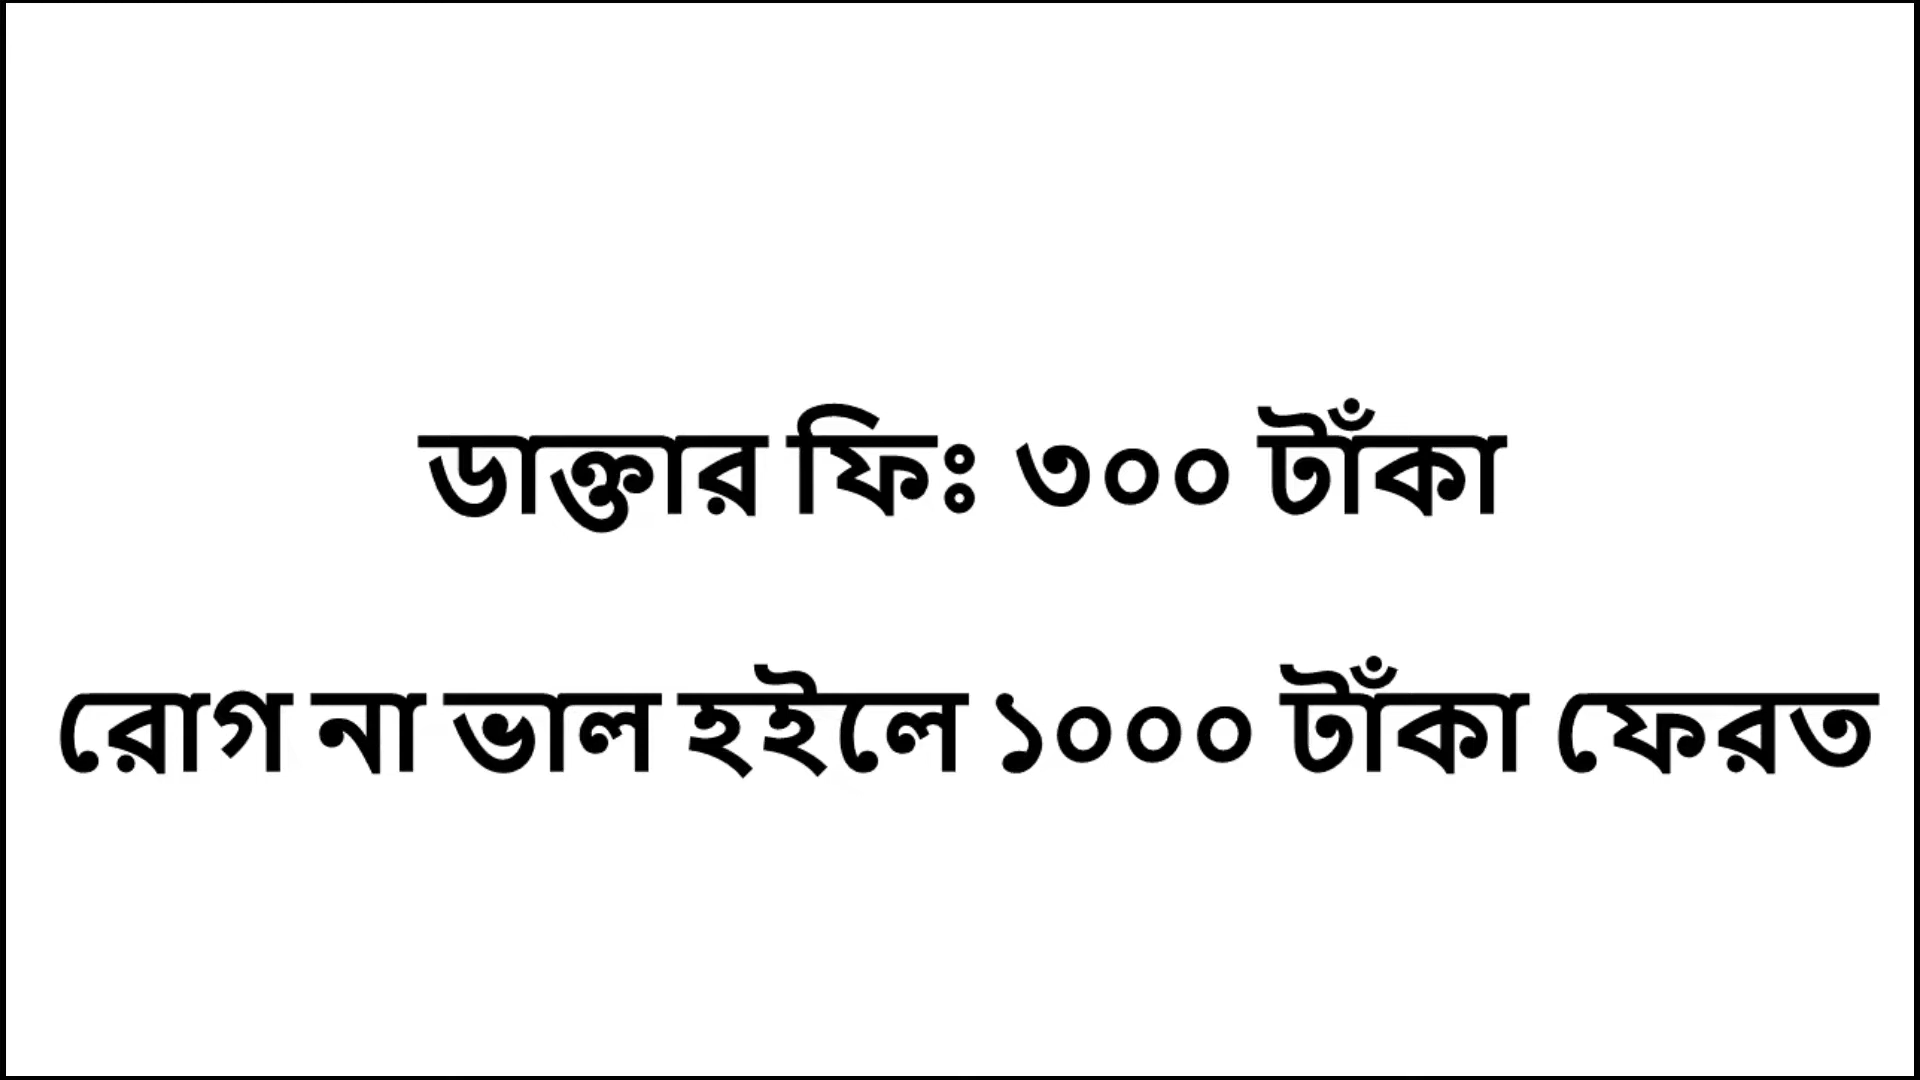 ডাক্তার ফিঃ ৩০০ টাঁকা
রোগ না ভাল হইলে ১০০০ টাঁকা ফেরত